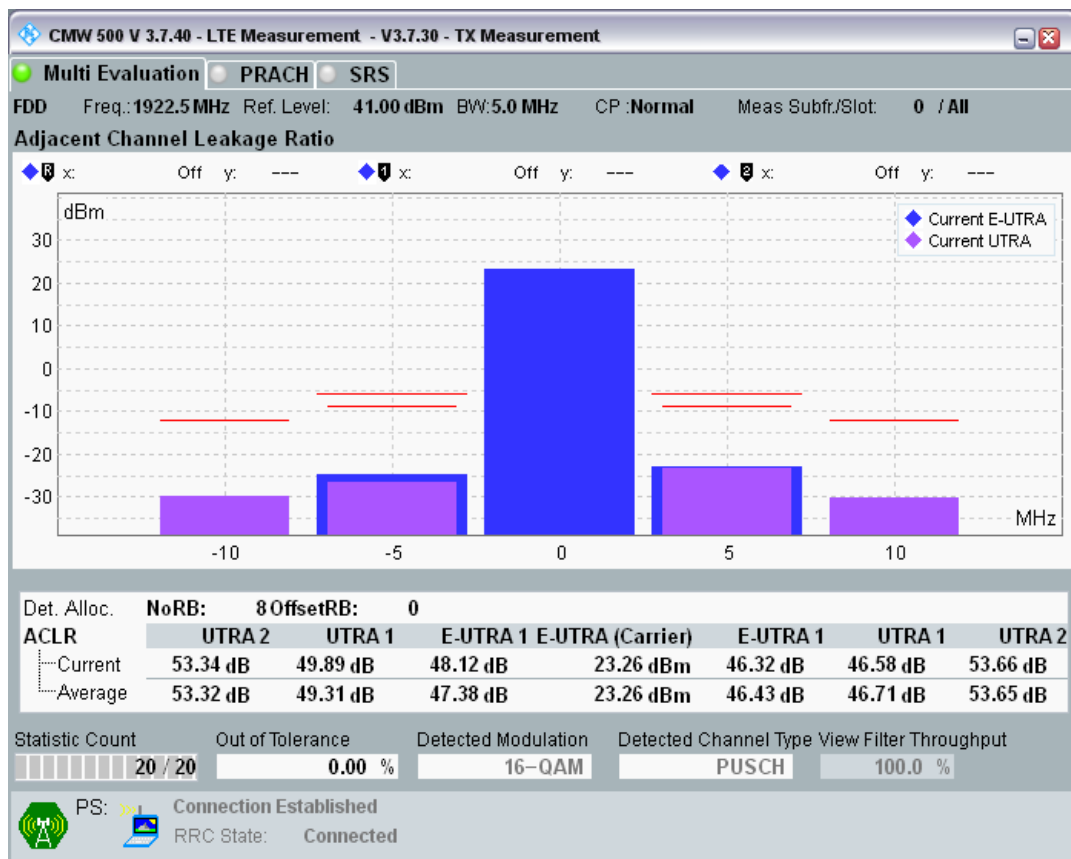 CMW 500 V 3.7.40 - LTE Measurement - V3.7.30 - TX Measurement
Multi Evaluation PRACH SRS
FDD Freq.:1922.5 MHz Ref. Level: 41.00 dBm BW:5.0 MHz CP :Normal Meas Subfr./Slot: 0 / All
Adjacent Channel Leakage Ratio
R x: Off y: --- 1 x: Off y: --- 2 x: Off y: ---
dBm
Current E-UTRA
Current UTRA
30
20
10
0
-10
-20
-30
MHz
-10 -5 0 5 10
Det. Alloc. NoRB: 8 OffsetRB: 0
ACLR UTRA 2 UTRA 1 E-UTRA 1 E-UTRA (Carrier) E-UTRA 1 UTRA 1 UTRA 2
Current 53.34 dB 49.89 dB 48.12 dB 23.26 dBm 46.32 dB 46.58 dB 53.66 dB
Average 53.32 dB 49.31 dB 47.38 dB 23.26 dBm 46.43 dB 46.71 dB 53.65 dB
Statistic Count Out of Tolerance Detected Modulation Detected Channel Type View Filter Throughput
20 / 20 0.00 % 16-QAM PUSCH 100.0 %
PS: Connection Established
RRC State: Connected